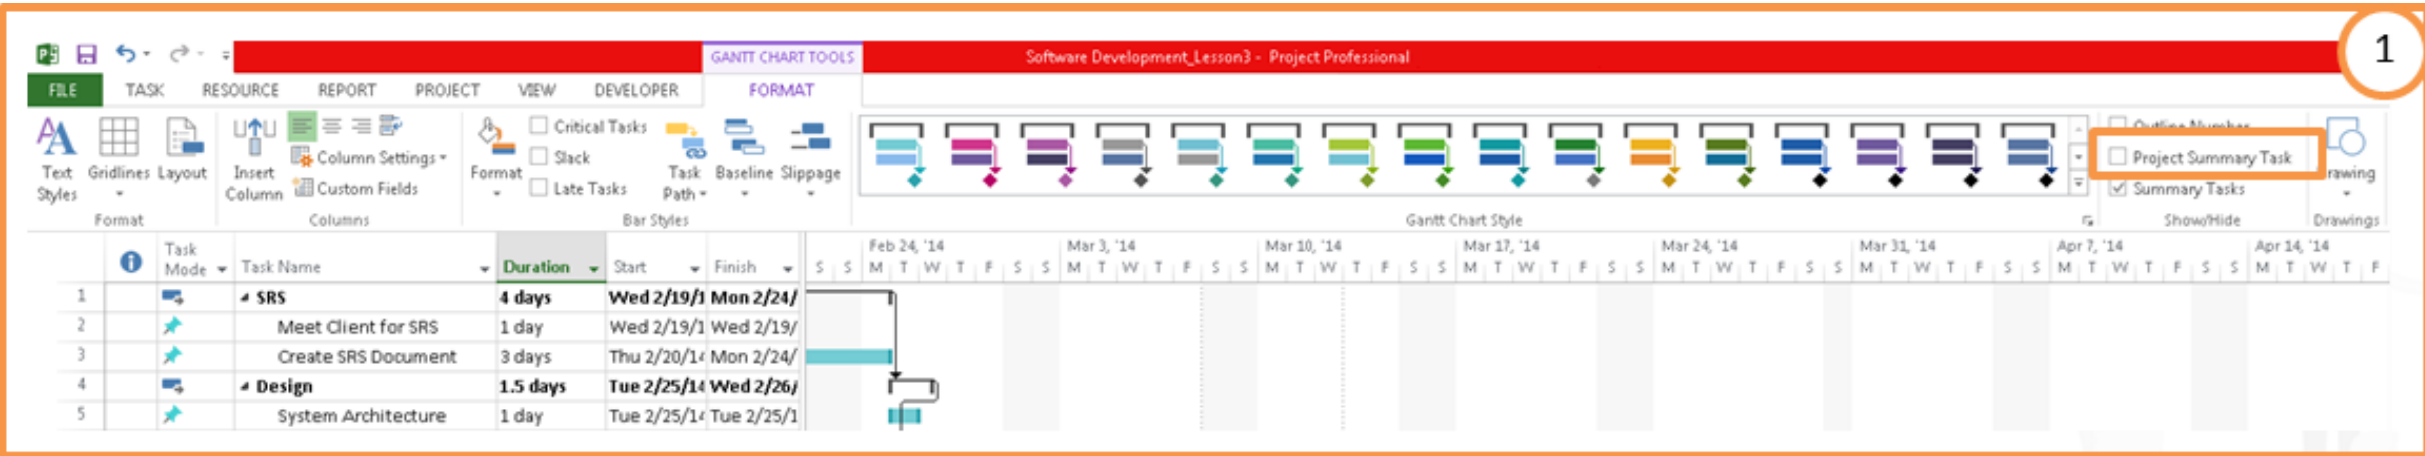 1
GANTT CHART TOOLS
Software Development_Lesson3 - Project Professional
FILE TASK RESOURCE REPORT PROJECT VIEW DEVELOPER FORMAT
Text Styles
Gridlines
Layout
Format
Insert Column
Column Settings
Custom Fields
Columns
Format
Critical Tasks
Slack
Late Tasks
Task Path
Baseline
Slippage
Bar Styles
Gantt Chart Style
Outline Number
Project Summary Task
Summary Tasks
Show/Hide
rawing
Drawings
Task Mode Task Name Duration Start Finish
Feb 24, '14 Mar 3, '14 Mar 10, '14 Mar 17, '14 Mar 24, '14 Mar 31, '14 Apr 7, '14 Apr 14, '14
S S M T W T F S S M T W T F S S M T W T F S S M T W T F S S M T W T F S S M T W T F S S M T W T F S S M T W T F
1 SRS 4 days Wed 2/19/1 Mon 2/24/
2 Meet Client for SRS 1 day Wed 2/19/1 Wed 2/19/
3 Create SRS Document 3 days Thu 2/20/14 Mon 2/24/
4 Design 1.5 days Tue 2/25/14 Wed 2/26/
5 System Architecture 1 day Tue 2/25/14 Tue 2/25/1